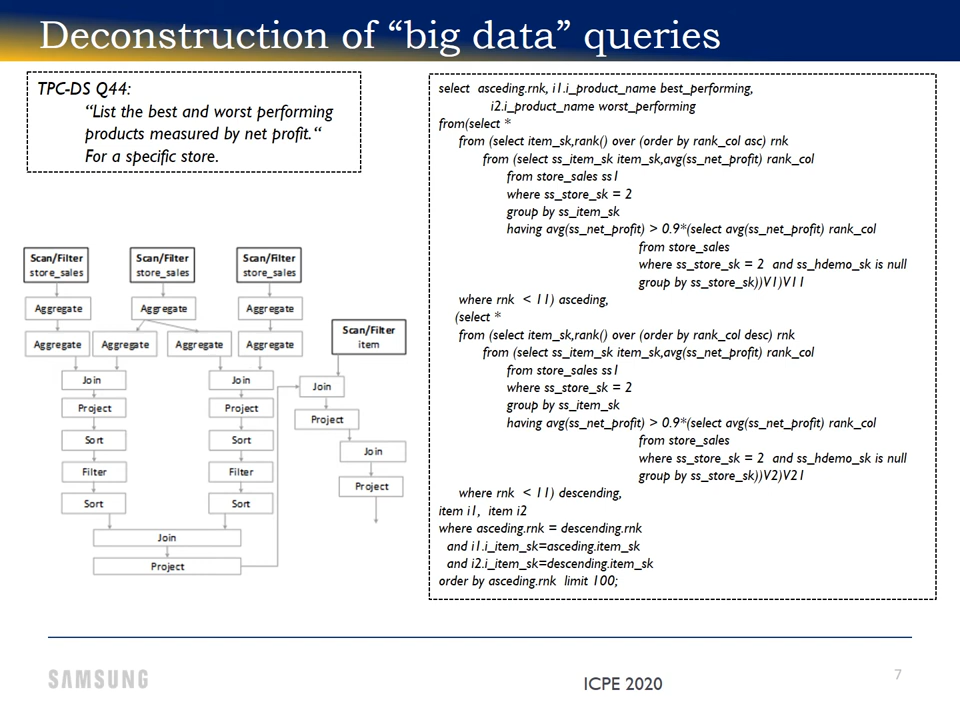 Deconstruction of “big data” queries
TPC-DS Q44:
“List the best and worst performing
products measured by net profit.“
For a specific store.
Scan/Filter
store_sales
Scan/Filter
store_sales
Scan/Filter
store_sales
Aggregate
Aggregate
Aggregate
Aggregate
Aggregate
Aggregate
Aggregate
Scan/Filter
item
Join
Join
Join
Project
Project
Project
Sort
Sort
Join
Filter
Filter
Project
Sort
Sort
Join
Project
select asceding.rnk, i1.i_product_name best_performing,
i2.i_product_name worst_performing
from(select *
from (select item_sk,rank() over (order by rank_col asc) rnk
from (select ss_item_sk item_sk,avg(ss_net_profit) rank_col
from store_sales ss1
where ss_store_sk = 2
group by ss_item_sk
having avg(ss_net_profit) > 0.9*(select avg(ss_net_profit) rank_col
from store_sales
where ss_store_sk = 2 and ss_hdemo_sk is null
group by ss_store_sk))V1)V11
where rnk < 11) asceding,
(select *
from (select item_sk,rank() over (order by rank_col desc) rnk
from (select ss_item_sk item_sk,avg(ss_net_profit) rank_col
from store_sales ss1
where ss_store_sk = 2
group by ss_item_sk
having avg(ss_net_profit) > 0.9*(select avg(ss_net_profit) rank_col
from store_sales
where ss_store_sk = 2 and ss_hdemo_sk is null
group by ss_store_sk))V2)V21
where rnk < 11) descending,
item i1, item i2
where asceding.rnk = descending.rnk
and i1.i_item_sk=asceding.item_sk
and i2.i_item_sk=descending.item_sk
order by asceding.rnk limit 100;
SAMSUNG
ICPE 2020
7